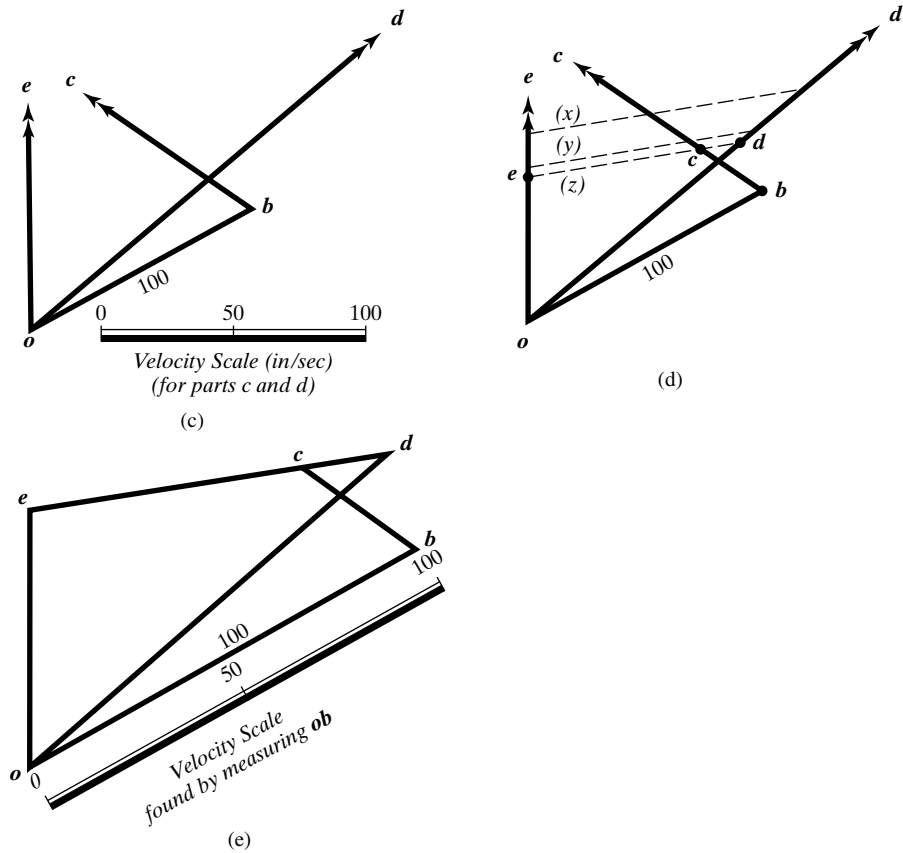 d
c
e
b
100
o
0 50 100
Velocity Scale (in/sec)
(for parts c and d)
(c)
d
c
e
(x)
(y)
d
c
e
(z)
b
100
o
(d)
c d
e
b
100
100
50
o
0
Velocity Scale
found by measuring ob
(e)